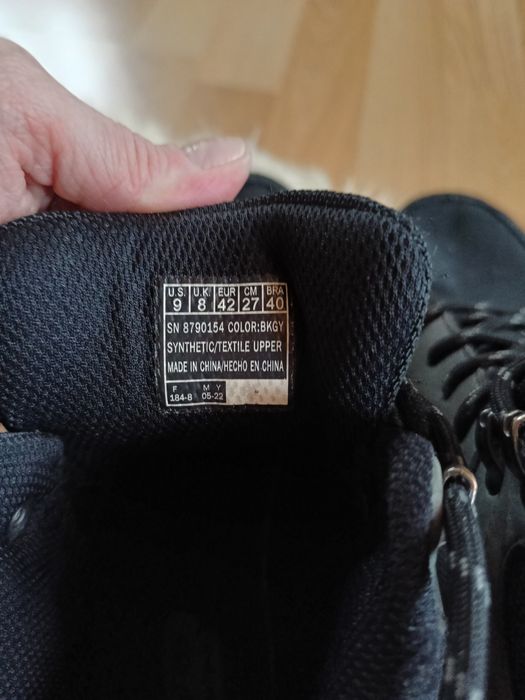 U.S. U.K. EUR CM BRA
9 8 42 27 40
SN 8790154 COLOR:BKGY
SYNTHETIC/TEXTILE UPPER
MADE IN CHINA/HECHO EN CHINA
F M Y
184-8 05-22